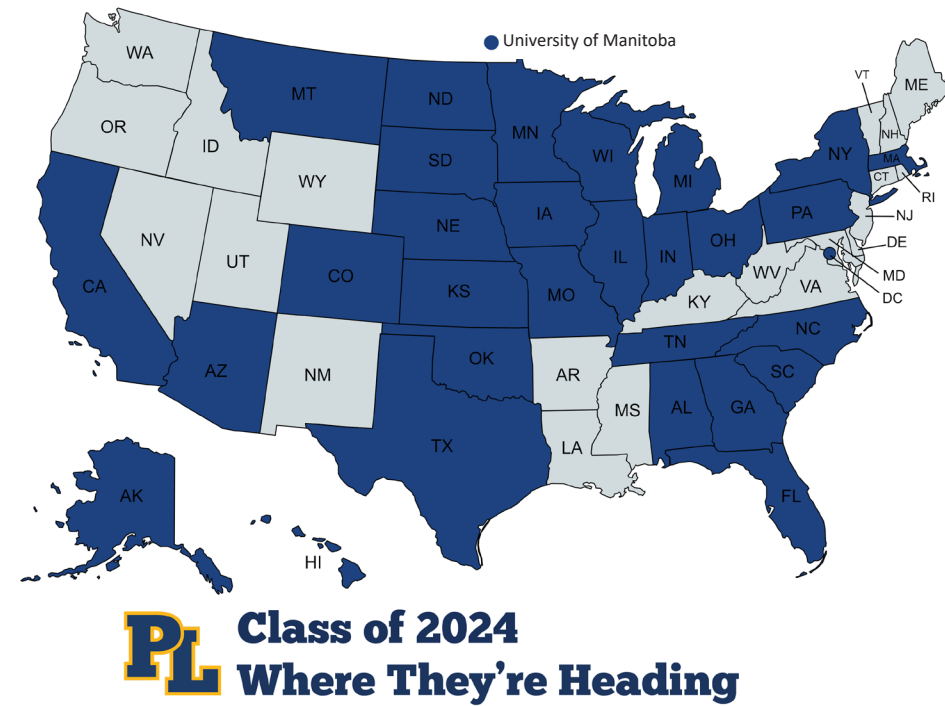 University of Manitoba
WA
MT
ND
MN
VT
ME
OR
ID
SD
WI
MI
NY
NH
MA
CT
RI
WY
NE
IA
PA
NJ
NV
UT
CO
KS
MO
IL
IN
OH
WV
VA
DE
MD
DC
CA
KY
AZ
NM
OK
AR
TN
NC
SC
MS
AL
GA
TX
LA
FL
AK
HI
PL
Class of 2024
Where They're Heading